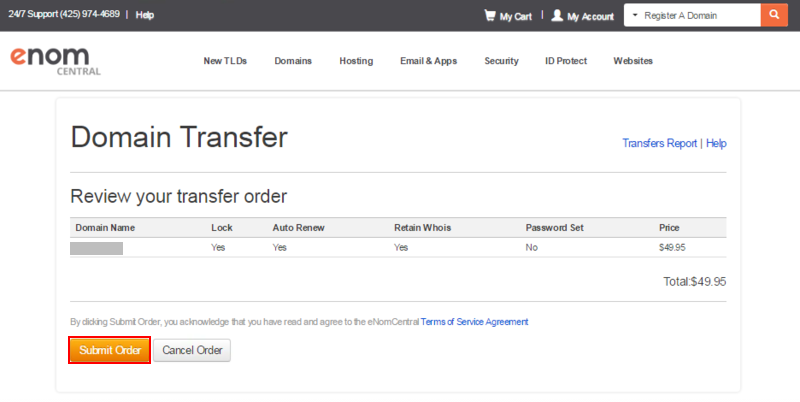 24/7 Support (425) 974-4689 | Help My Cart | My Account Register A Domain
enom
CENTRAL
New TLDs Domains Hosting Email & Apps Security ID Protect Websites
Domain Transfer
Transfers Report | Help
Review your transfer order
Domain Name Lock Auto Renew Retain Whois Password Set Price
Yes Yes Yes No $49.95
Total:$49.95
By clicking Submit Order, you acknowledge that you have read and agree to the eNomCentral Terms of Service Agreement
Submit Order Cancel Order